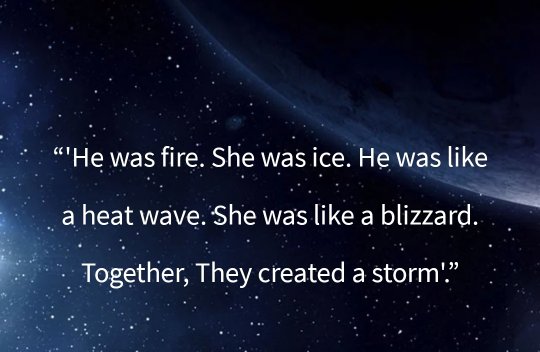 “'He was fire. She was ice. He was like
a heat wave. She was like a blizzard.
Together, They created a storm'.”